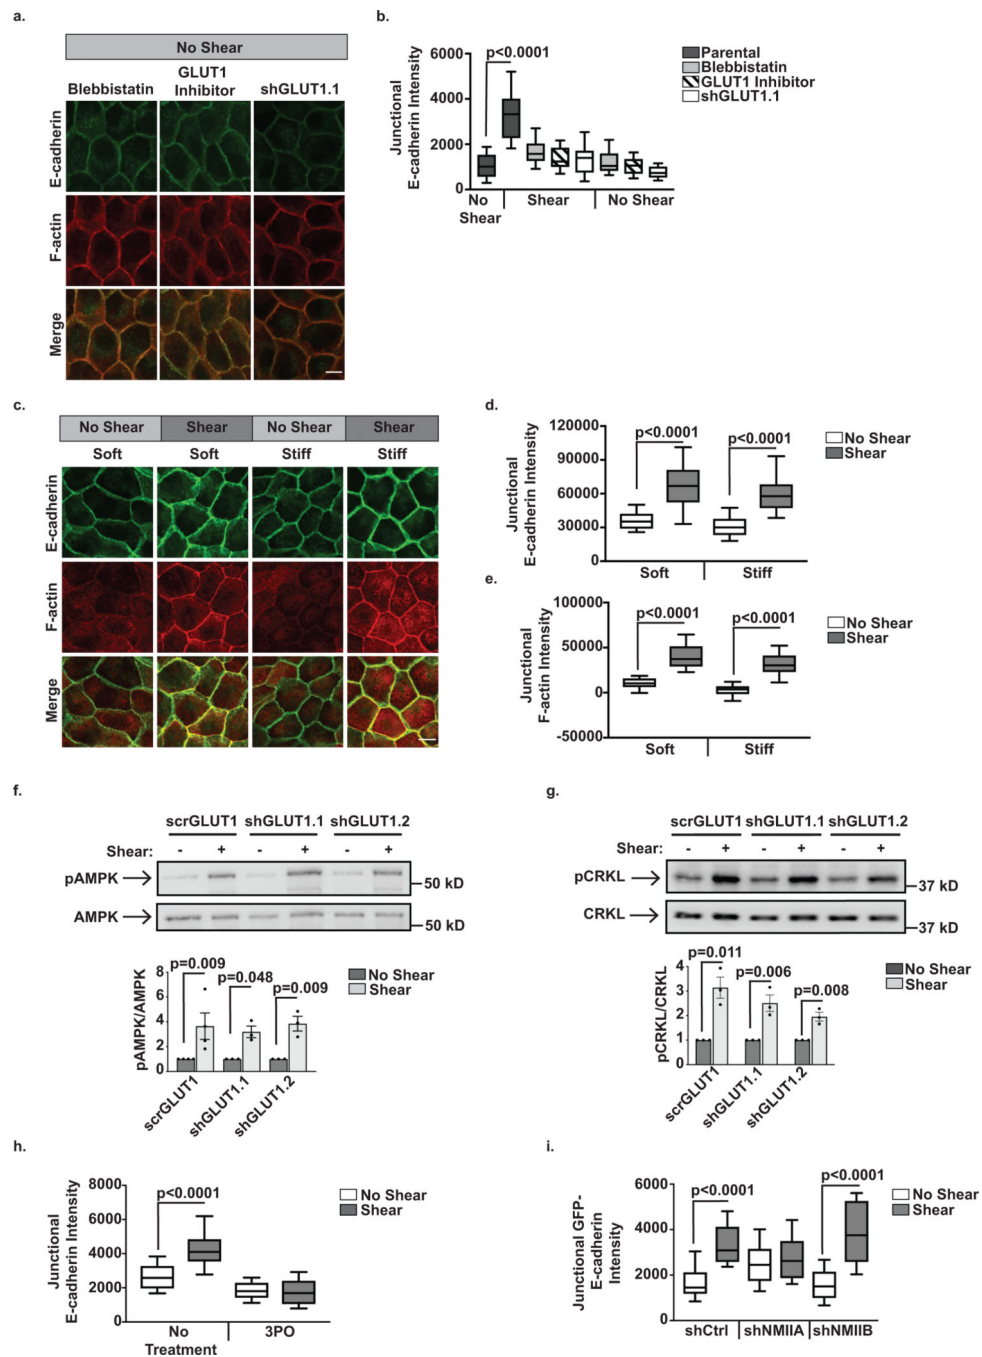 a.
No Shear
Blebbistatin
GLUT1
Inhibitor
shGLUT1.1
E-cadherin
F-actin
Merge
b.
Junctional
E-cadherin Intensity
6000
4000
2000
0
p<0.0001
No
Shear
Shear
No Shear
Parental
Blebbistatin
GLUT1 Inhibitor
shGLUT1.1
c.
No Shear
Shear
No Shear
Shear
Soft
Soft
Stiff
Stiff
E-cadherin
F-actin
Merge
d.
Junctional
E-cadherin Intensity
120000
90000
60000
30000
0
p<0.0001
p<0.0001
Soft
Stiff
No Shear
Shear
e.
Junctional
F-actin Intensity
100000
50000
0
-50000
p<0.0001
p<0.0001
Soft
Stiff
No Shear
Shear
f.
scrGLUT1 shGLUT1.1 shGLUT1.2
Shear: - + - + - +
pAMPK
50 kD
AMPK
50 kD
pAMPK/AMPK
8
6
4
2
0
p=0.009
p=0.048
p=0.009
No Shear
Shear
scrGLUT1
shGLUT1.1
shGLUT1.2
g.
scrGLUT1 shGLUT1.1 shGLUT1.2
Shear: - + - + - +
pCRKL
37 kD
CRKL
37 kD
pCRKL/CRKL
4
3
2
1
0
p=0.011
p=0.006
p=0.008
No Shear
Shear
scrGLUT1
shGLUT1.1
shGLUT1.2
h.
Junctional
E-cadherin Intensity
8000
6000
4000
2000
0
p<0.0001
No
Treatment
3PO
No Shear
Shear
i.
Junctional GFP-
E-cadherin
Intensity
6000
4000
2000
0
p<0.0001
p<0.0001
shCtrl
shNMIIA
shNMIIB
No Shear
Shear